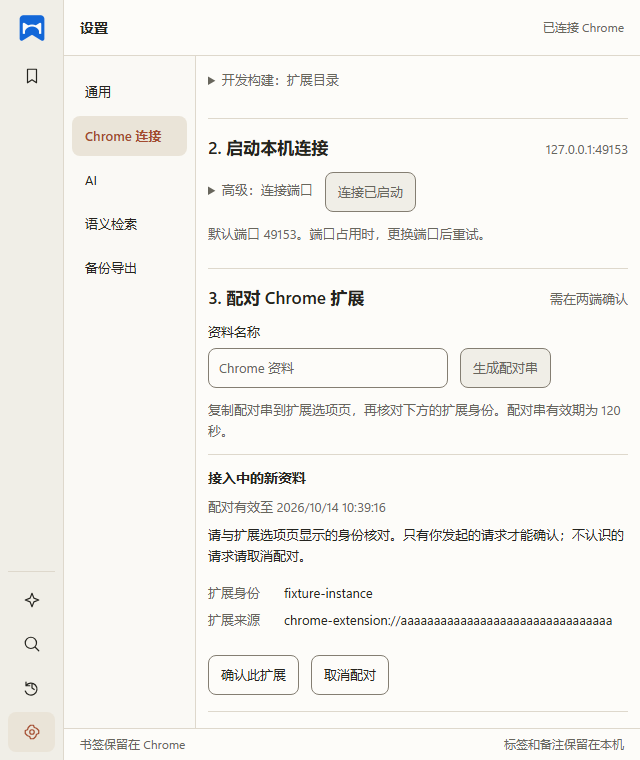 设置
已连接 Chrome
通用
Chrome 连接
AI
语义检索
备份导出
开发构建：扩展目录
2. 启动本机连接
127.0.0.1:49153
高级：连接端口
连接已启动
默认端口 49153。端口占用时，更换端口后重试。
3. 配对 Chrome 扩展
需在两端确认
资料名称
Chrome 资料
生成配对串
复制配对串到扩展选项页，再核对下方的扩展身份。配对串有效期为 120
秒。
接入中的新资料
配对有效至 2026/10/14 10:39:16
请与扩展选项页显示的身份核对。只有你发起的请求才能确认；不认识的
请求请取消配对。
扩展身份 fixture-instance
扩展来源 chrome-extension://aaaaaaaaaaaaaaaaaaaaaaaaaaaaaaaa
确认此扩展
取消配对
书签保留在 Chrome
标签和备注保留在本机